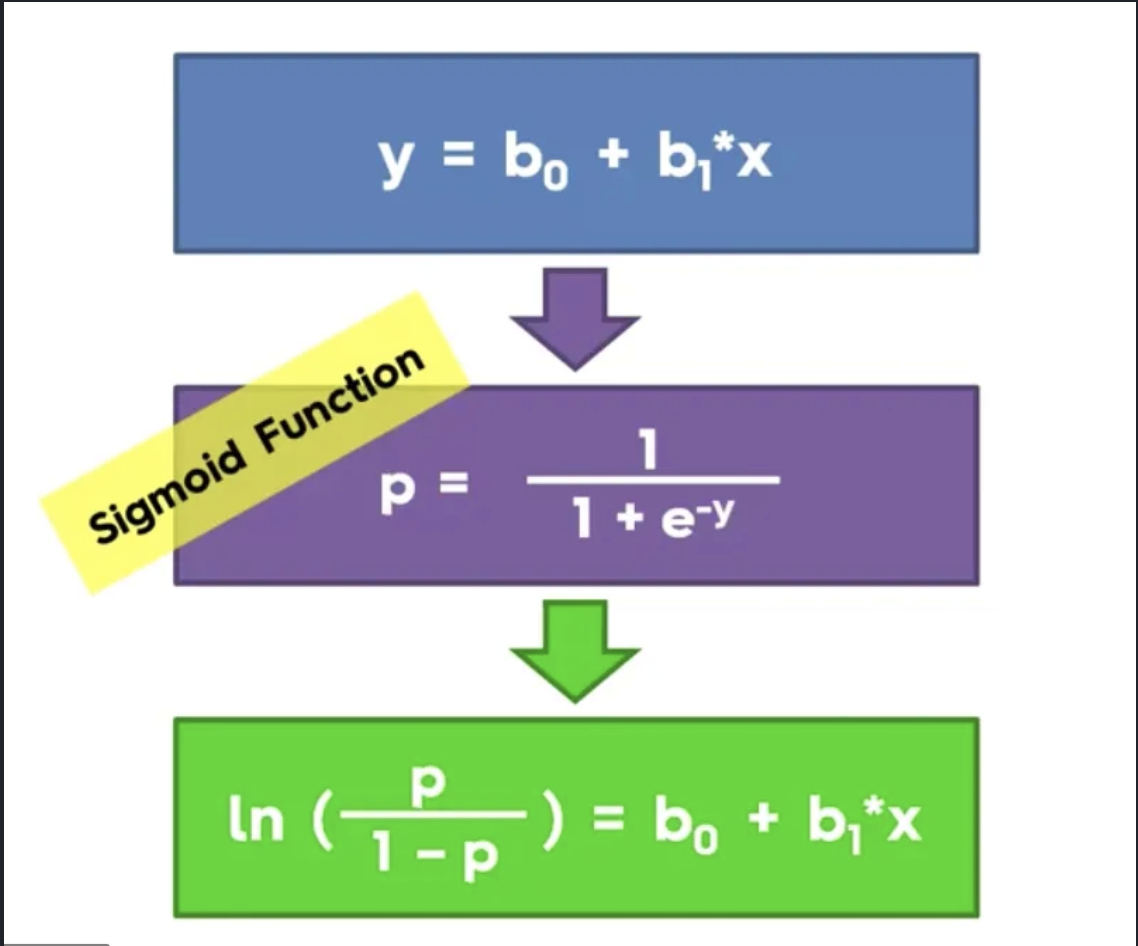 y = b₀ + b₁*x
Sigmoid Function
p = 1 / 1 + e⁻ʸ
ln ( p / 1 - p ) = b₀ + b₁*x